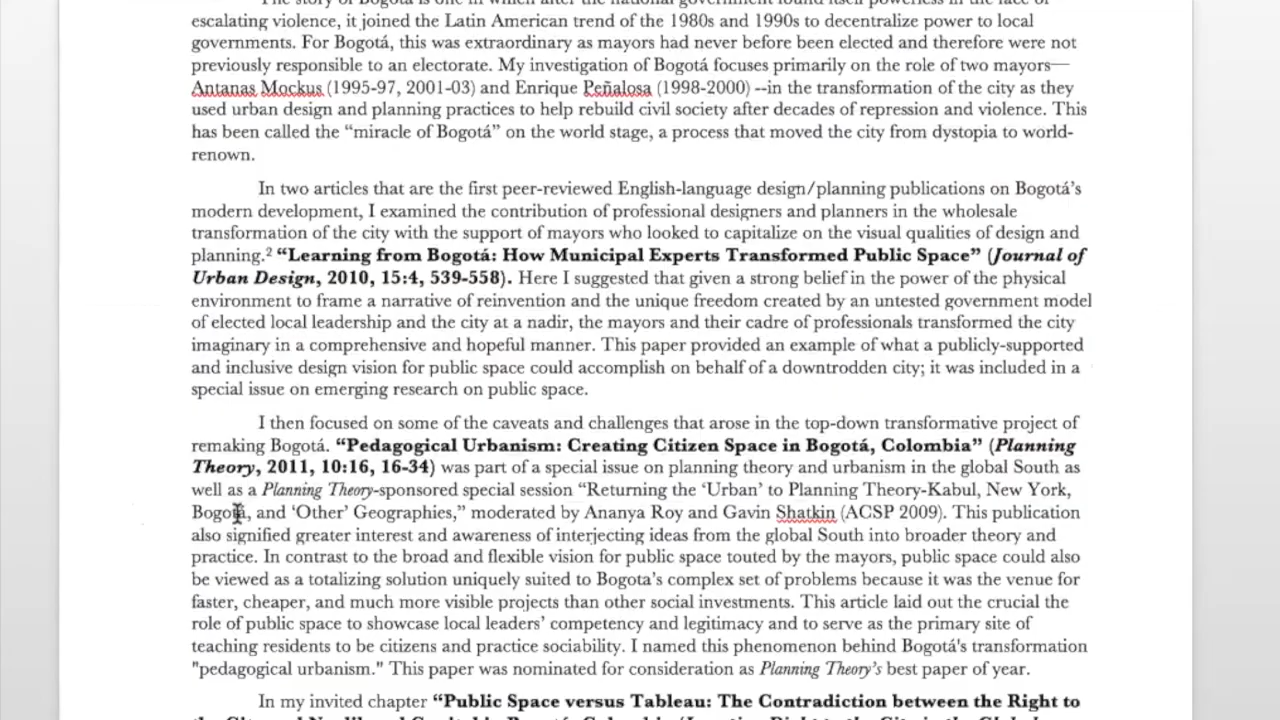 The story of Bogotá is one in which after the national government found itself powerless in the face of
escalating violence, it joined the Latin American trend of the 1980s and 1990s to decentralize power to local
governments. For Bogotá, this was extraordinary as mayors had never before been elected and therefore were not
previously responsible to an electorate. My investigation of Bogotá focuses primarily on the role of two mayors—
Antanas Mockus (1995-97, 2001-03) and Enrique Peñalosa (1998-2000) --in the transformation of the city as they
used urban design and planning practices to help rebuild civil society after decades of repression and violence. This
has been called the “miracle of Bogotá” on the world stage, a process that moved the city from dystopia to world-
renown.
In two articles that are the first peer-reviewed English-language design/planning publications on Bogotá’s
modern development, I examined the contribution of professional designers and planners in the wholesale
transformation of the city with the support of mayors who looked to capitalize on the visual qualities of design and
planning.² “Learning from Bogotá: How Municipal Experts Transformed Public Space” (Journal of
Urban Design, 2010, 15:4, 539-558). Here I suggested that given a strong belief in the power of the physical
environment to frame a narrative of reinvention and the unique freedom created by an untested government model
of elected local leadership and the city at a nadir, the mayors and their cadre of professionals transformed the city
imaginary in a comprehensive and hopeful manner. This paper provided an example of what a publicly-supported
and inclusive design vision for public space could accomplish on behalf of a downtrodden city; it was included in a
special issue on emerging research on public space.
I then focused on some of the caveats and challenges that arose in the top-down transformative project of
remaking Bogotá. “Pedagogical Urbanism: Creating Citizen Space in Bogotá, Colombia” (Planning
Theory, 2011, 10:16, 16-34) was part of a special issue on planning theory and urbanism in the global South as
well as a Planning Theory-sponsored special session “Returning the ‘Urban’ to Planning Theory-Kabul, New York,
Bogotá, and ‘Other’ Geographies,” moderated by Ananya Roy and Gavin Shatkin (ACSP 2009). This publication
also signified greater interest and awareness of interjecting ideas from the global South into broader theory and
practice. In contrast to the broad and flexible vision for public space touted by the mayors, public space could also
be viewed as a totalizing solution uniquely suited to Bogota’s complex set of problems because it was the venue for
faster, cheaper, and much more visible projects than other social investments. This article laid out the crucial the
role of public space to showcase local leaders’ competency and legitimacy and to serve as the primary site of
teaching residents to be citizens and practice sociability. I named this phenomenon behind Bogotá's transformation
"pedagogical urbanism." This paper was nominated for consideration as Planning Theory’s best paper of year.
In my invited chapter “Public Space versus Tableau: The Contradiction between the Right to